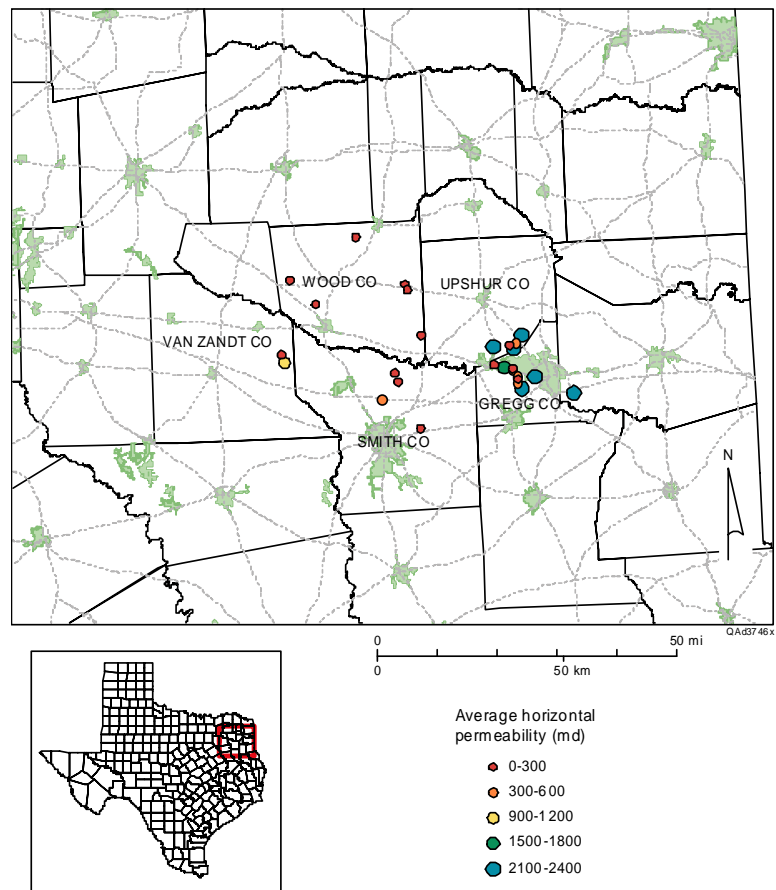 WOOD CO
UPSHUR CO
VAN ZANDT CO
GREGG CO
SMITH CO
N
QAd3746x
0 50 mi
0 50 km
Average horizontal
permeability (md)
0-300
300-600
900-1200
1500-1800
2100-2400